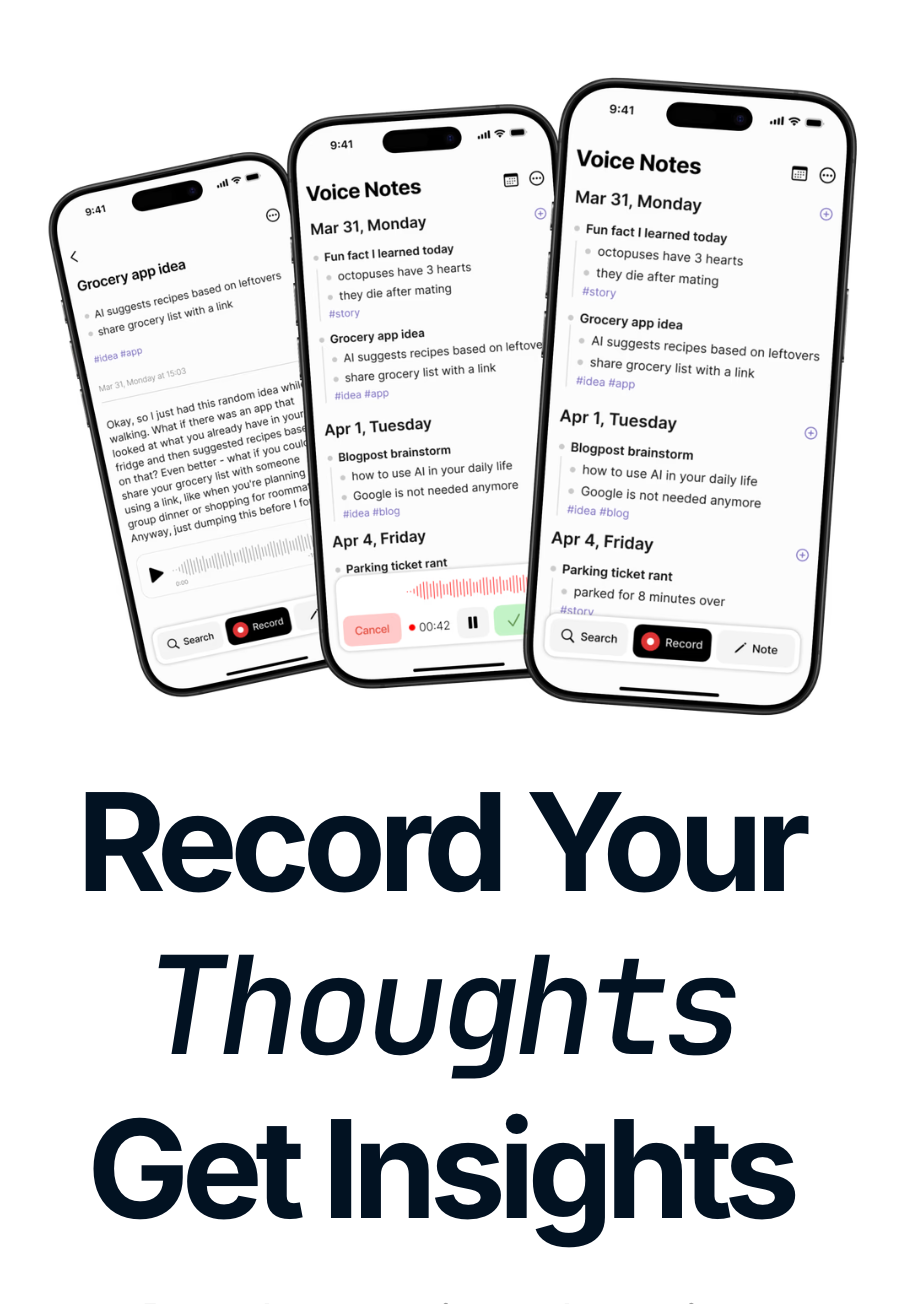 9:41
Grocery app idea
AI suggests recipes based on leftovers
share grocery list with a link
#idea #app
Mar 31, Monday at 15:03
Okay, so I just had this random idea while
walking. What if there was an app that
looked at what you already have in your
fridge and then suggested recipes base
on that? Even better - what if you could
share your grocery list with someone
using a link, like when you're planning
group dinner or shopping for roommat
Anyway, just dumping this before I fo
0:00
Search
Record
9:41
Voice Notes
Mar 31, Monday
Fun fact I learned today
octopuses have 3 hearts
they die after mating
#story
Grocery app idea
AI suggests recipes based on leftove
share grocery list with a link
#idea #app
Apr 1, Tuesday
Blogpost brainstorm
how to use AI in your daily life
Google is not needed anymore
#idea #blog
Apr 4, Friday
Parking ticket rant
Cancel
00:42
9:41
Voice Notes
Mar 31, Monday
Fun fact I learned today
octopuses have 3 hearts
they die after mating
#story
Grocery app idea
AI suggests recipes based on leftovers
share grocery list with a link
#idea #app
Apr 1, Tuesday
Blogpost brainstorm
how to use AI in your daily life
Google is not needed anymore
#idea #blog
Apr 4, Friday
Parking ticket rant
parked for 8 minutes over
#story
Search
Record
Note
Record Your
Thoughts
Get Insights